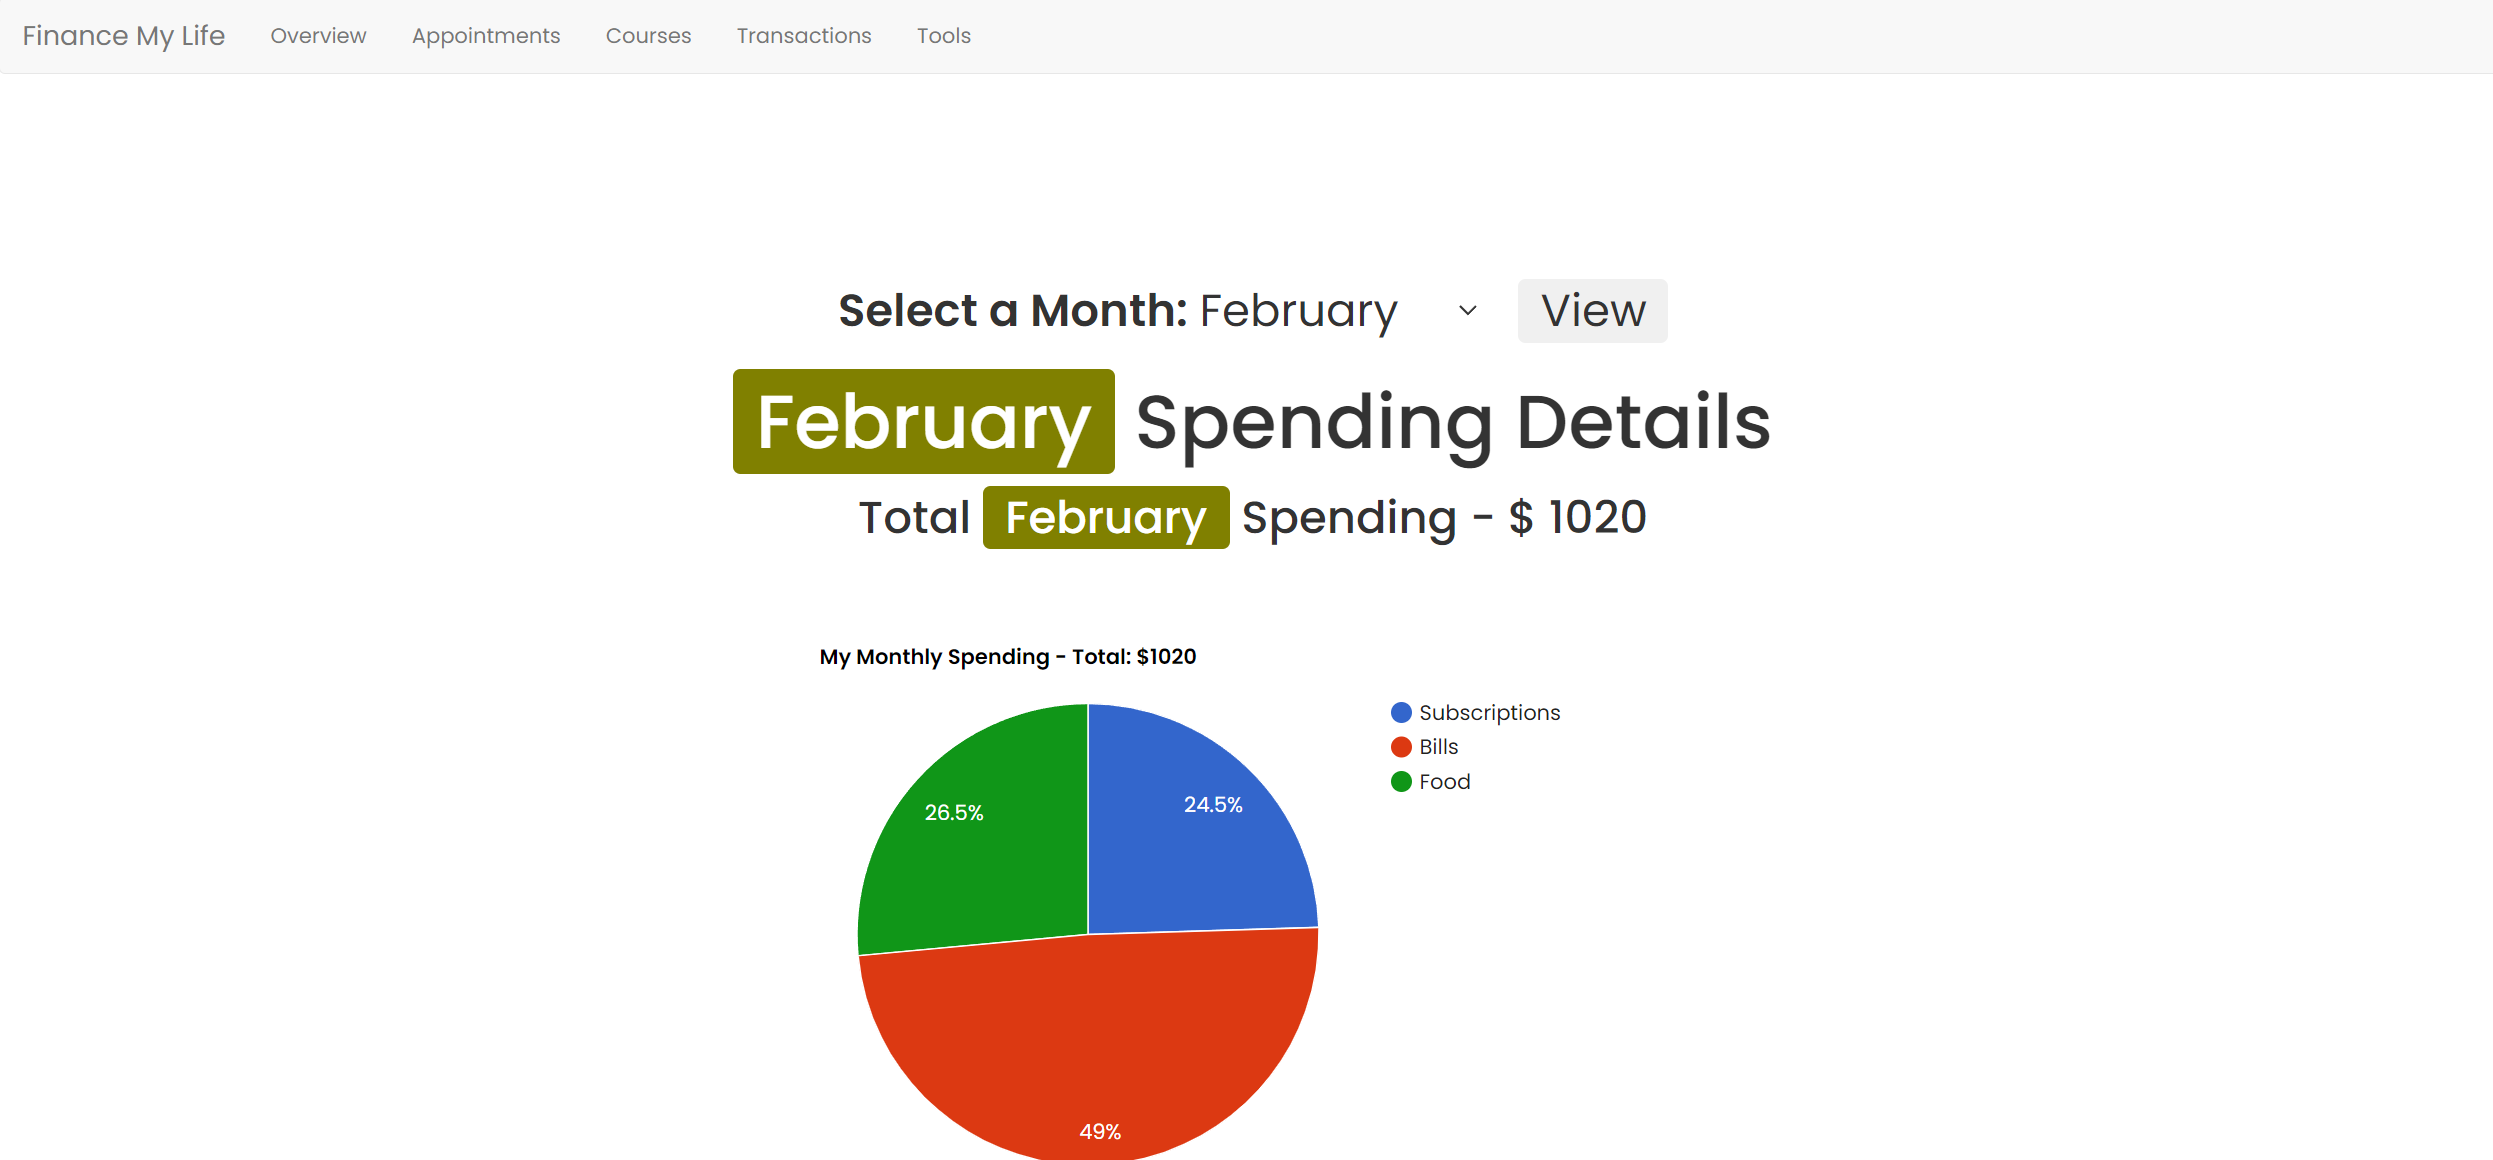 Finance My Life Overview Appointments Courses Transactions Tools
Select a Month: February View
February Spending Details
Total February Spending - $ 1020
My Monthly Spending - Total: $1020
Subscriptions
Bills
Food
26.5%
24.5%
49%